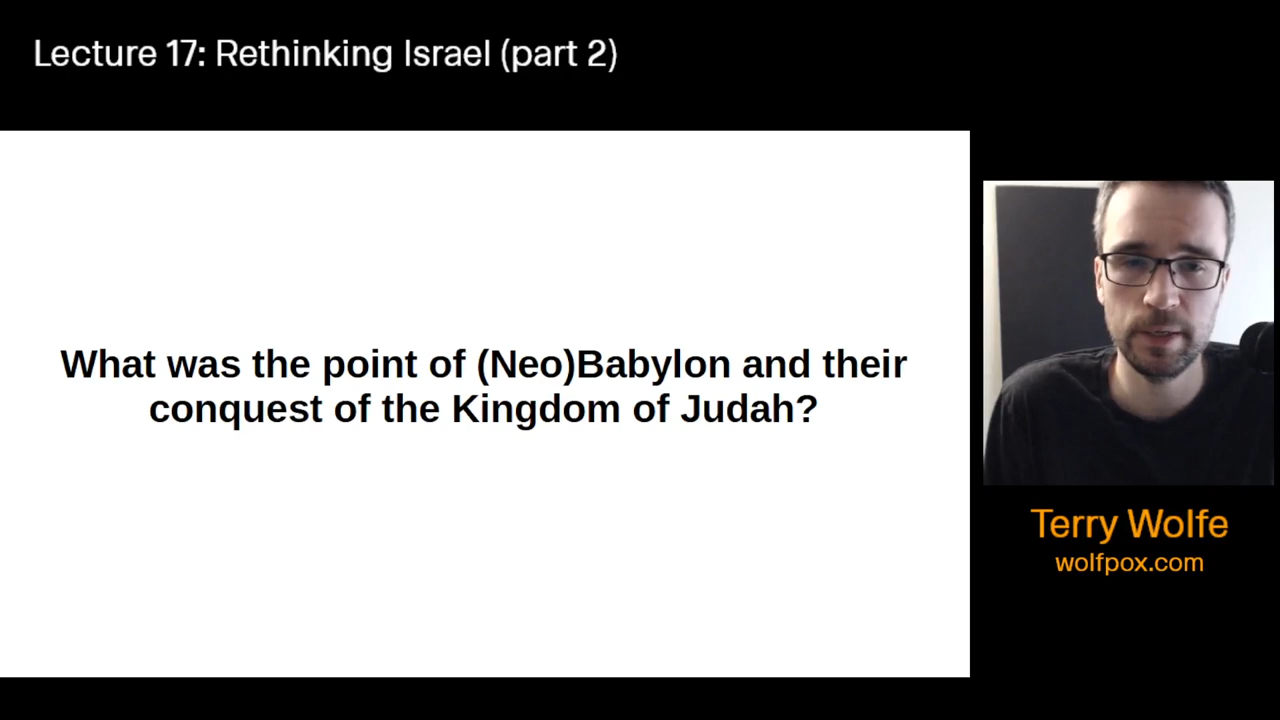 Lecture 17: Rethinking Israel (part 2)
What was the point of (Neo)Babylon and their
conquest of the Kingdom of Judah?
Terry Wolfe
wolfpox.com